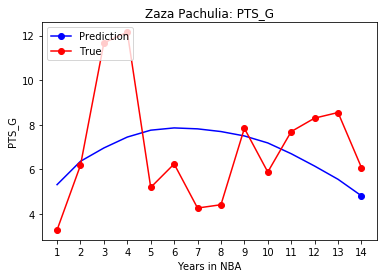 Zaza Pachulia: PTS_G
Prediction
True
12
10
8
6
4
PTS_G
1 2 3 4 5 6 7 8 9 10 11 12 13 14
Years in NBA